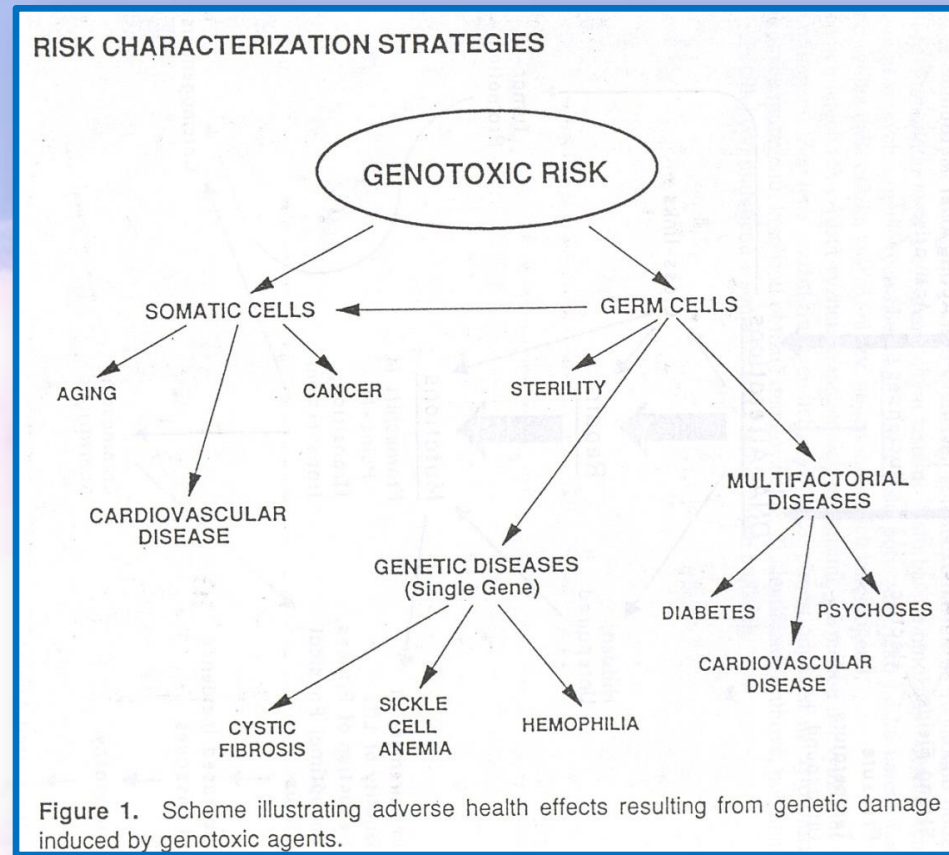 RISK CHARACTERIZATION STRATEGIES
GENOTOXIC RISK
SOMATIC CELLS
GERM CELLS
AGING
CANCER
STERILITY
CARDIOVASCULAR
DISEASE
MULTIFACTORIAL
DISEASES
GENETIC DISEASES
(Single Gene)
DIABETES
PSYCHOSES
CARDIOVASCULAR
DISEASE
CYSTIC
FIBROSIS
SICKLE
CELL
ANEMIA
HEMOPHILIA
Figure 1. Scheme illustrating adverse health effects resulting from genetic damage
induced by genotoxic agents.